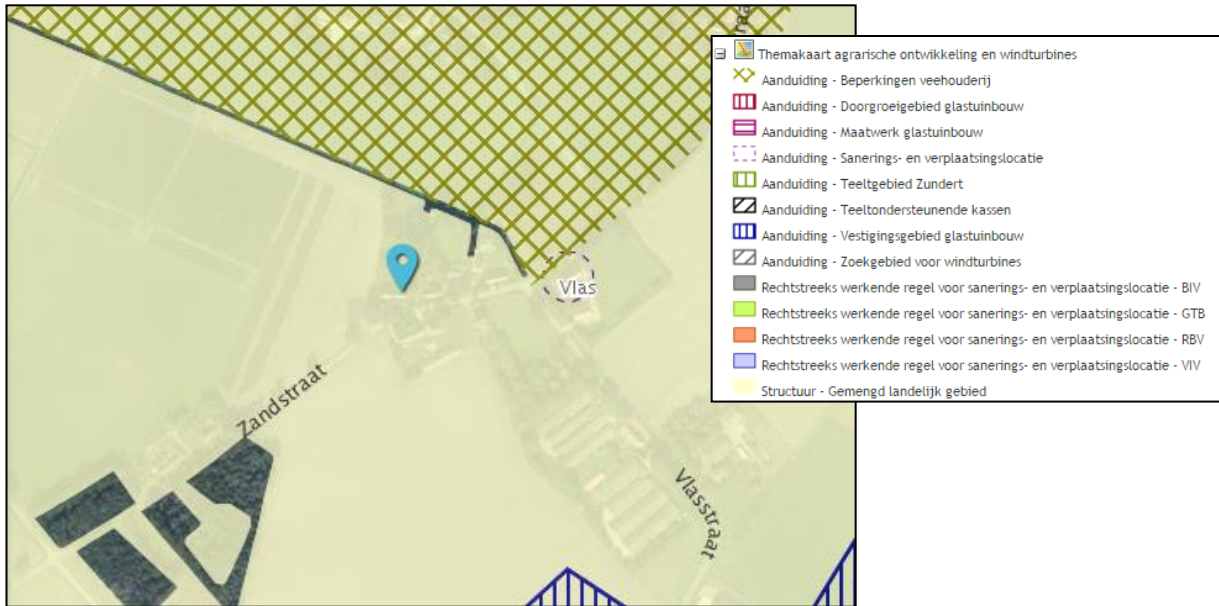 straat
Vlas
Zandstraat
Vlasstraat
Themakaart agrarische ontwikkeling en windturbines
Aanduiding - Beperkingen veehouderij
Aanduiding - Doorgroeigebied glastuinbouw
Aanduiding - Maatwerk glastuinbouw
Aanduiding - Sanerings- en verplaatsingslocatie
Aanduiding - Teeltgebied Zundert
Aanduiding - Teeltondersteunende kassen
Aanduiding - Vestigingsgebied glastuinbouw
Aanduiding - Zoekgebied voor windturbines
Rechtstreeks werkende regel voor sanerings- en verplaatsingslocatie - BIV
Rechtstreeks werkende regel voor sanerings- en verplaatsingslocatie - GTB
Rechtstreeks werkende regel voor sanerings- en verplaatsingslocatie - RBV
Rechtstreeks werkende regel voor sanerings- en verplaatsingslocatie - VIV
Structuur - Gemengd landelijk gebied